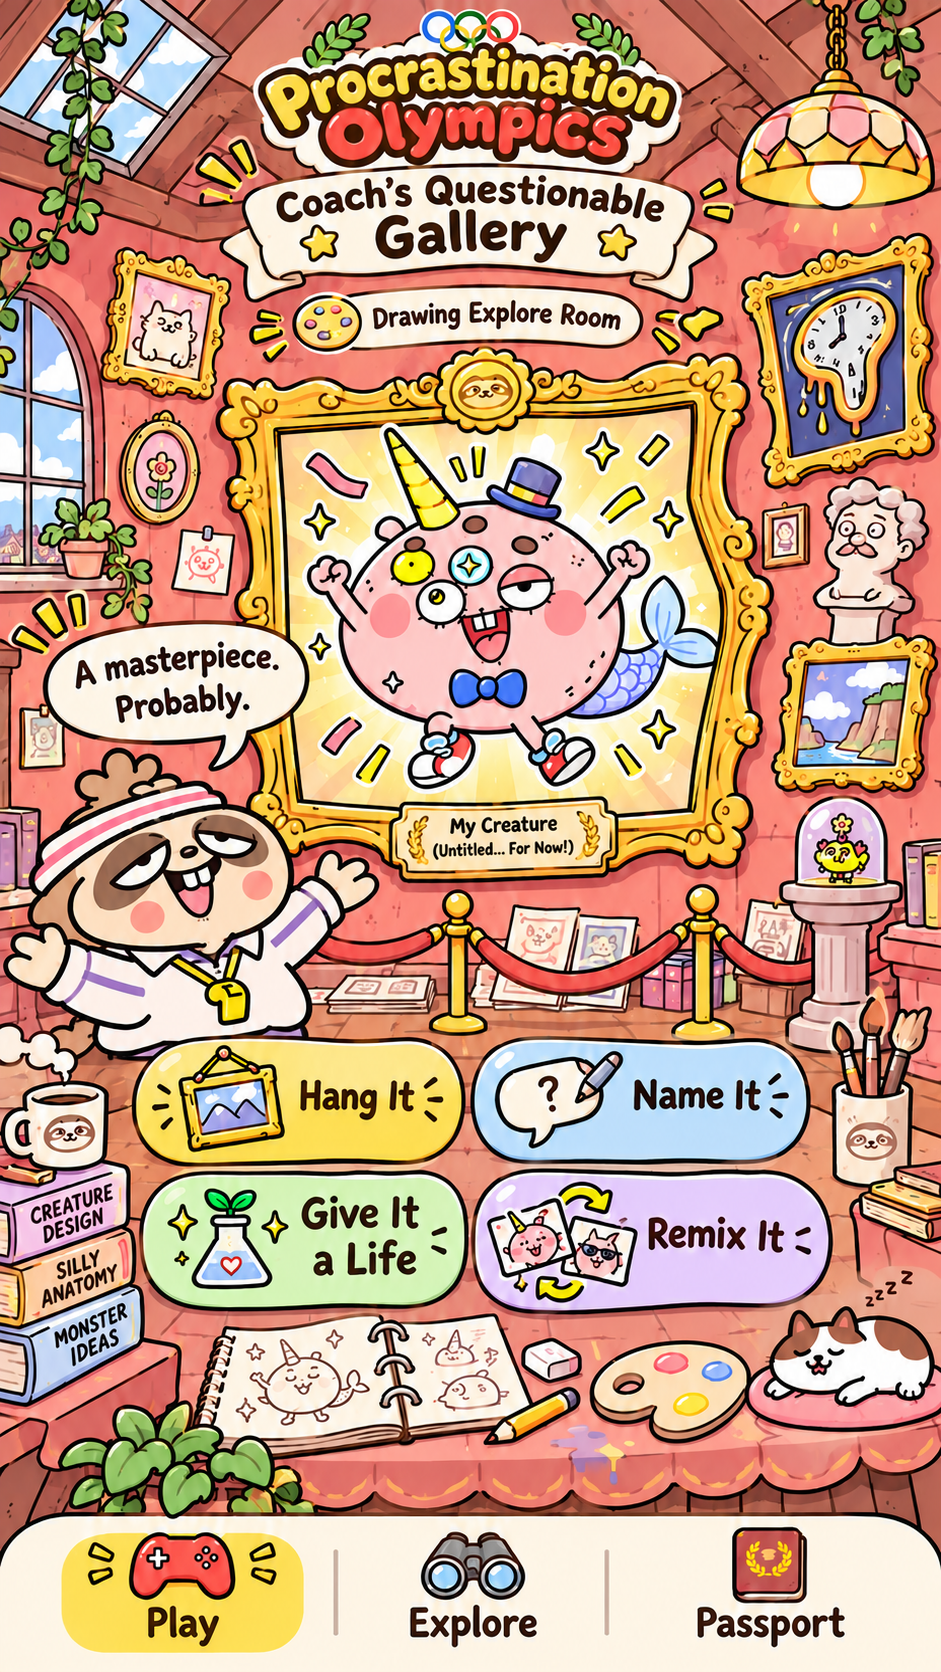 Procrastination
Olympics
Coach's Questionable
Gallery
Drawing Explore Room
A masterpiece.
Probably.
My Creature
(Untitled... For Now!)
Hang It
?
Name It
Give It
a Life
Remix It
CREATURE
DESIGN
SILLY
ANATOMY
MONSTER
IDEAS
zzzz
Play
Explore
Passport